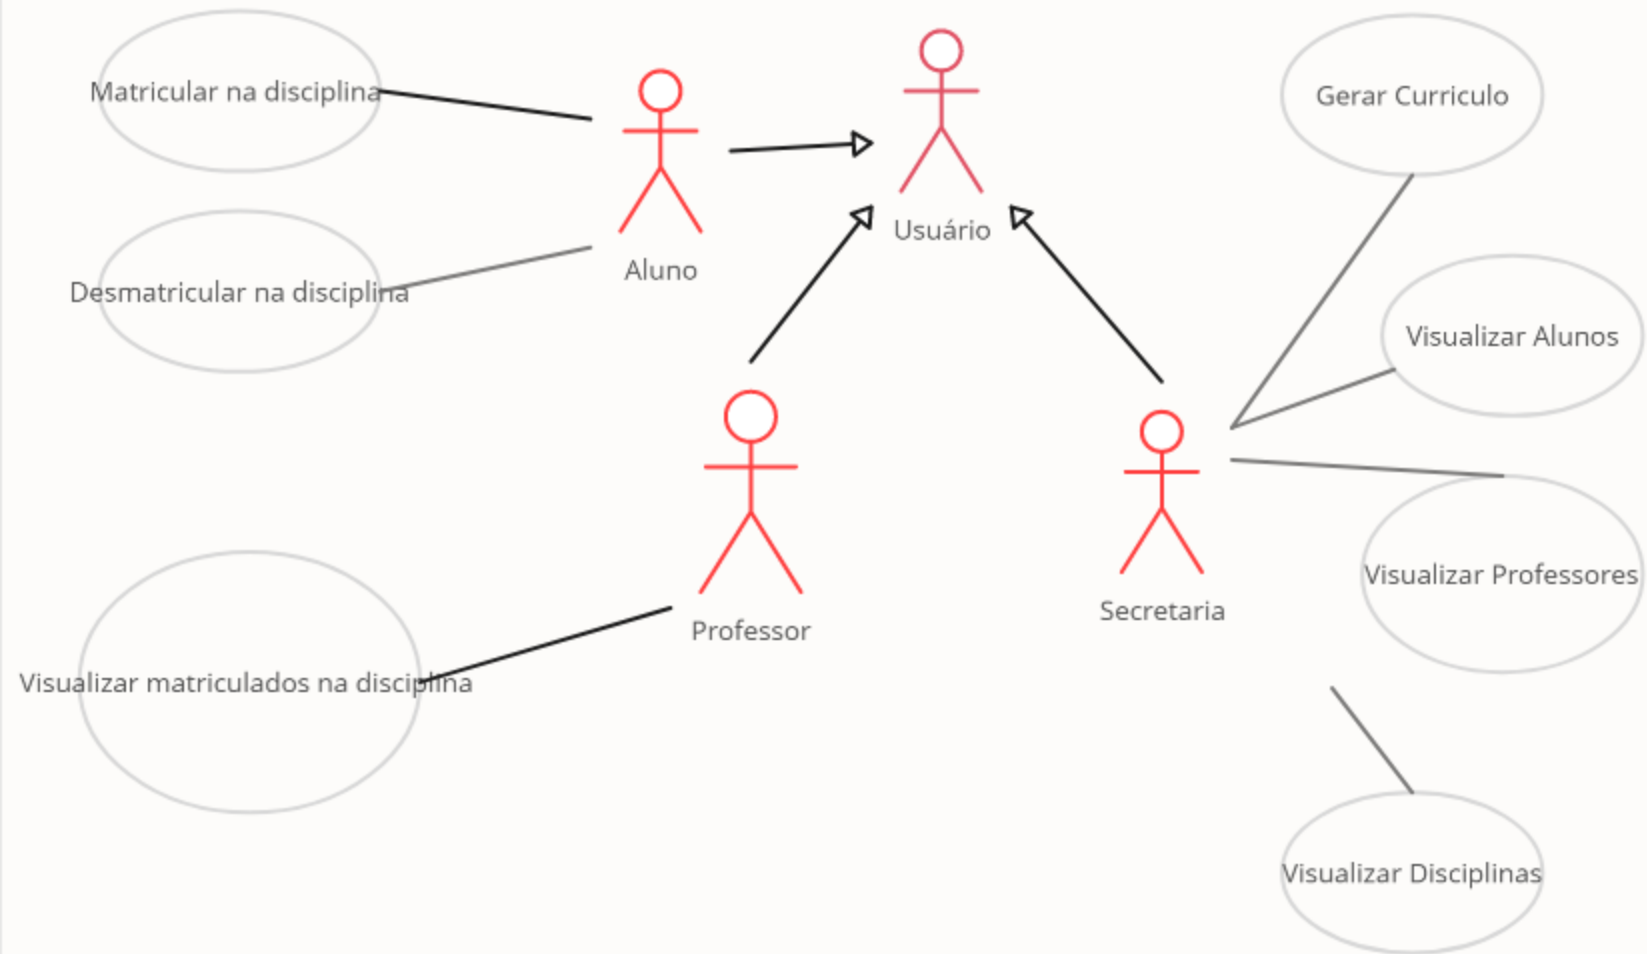 Matricular na disciplina
Gerar Curriculo
Usuário
Aluno
Desmatricular na disciplina
Visualizar Alunos
Visualizar Professores
Secretaria
Professor
Visualizar matriculados na disciplina
Visualizar Disciplinas